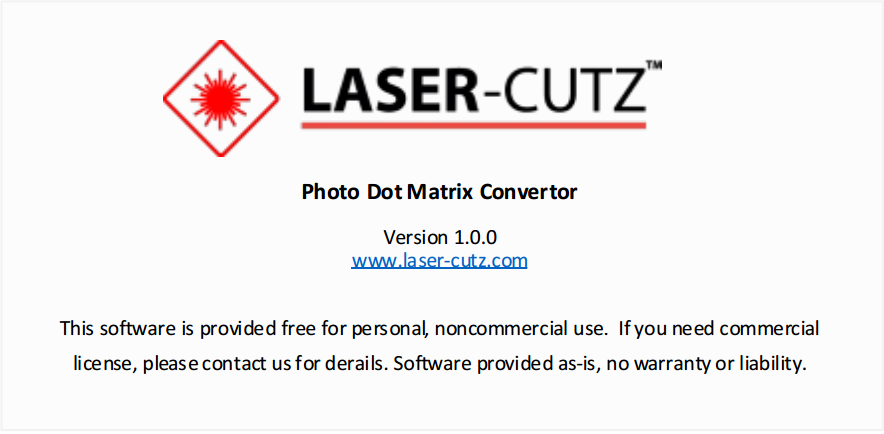 LASER-CUTZ™
Photo Dot Matrix Convertor
Version 1.0.0
www.laser-cutz.com
This software is provided free for personal, noncommercial use.  If you need commercial
license, please contact us for derails. Software provided as-is, no warranty or liability.